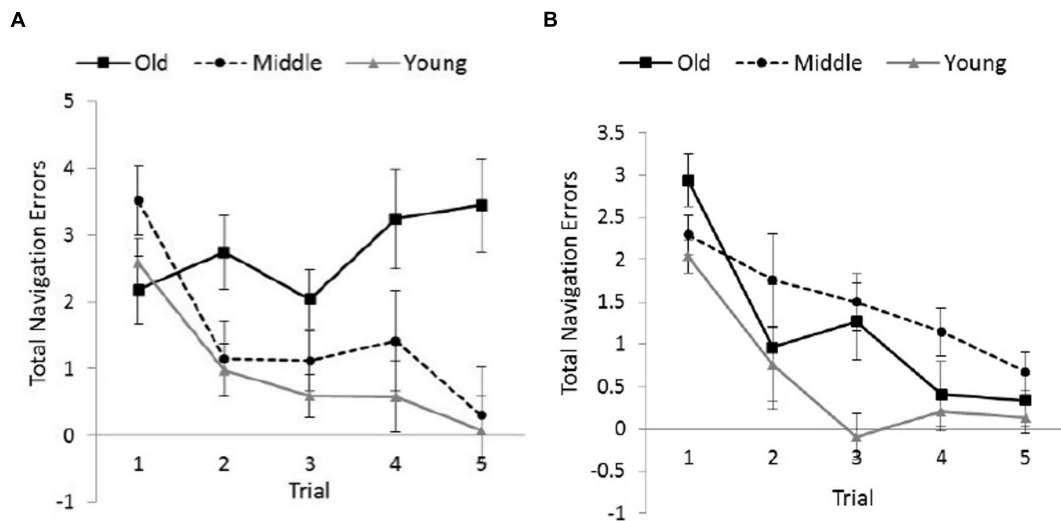 A
Old Middle Young
Total Navigation Errors
5
4
3
2
1
0
-1
1 2 3 4 5
Trial
B
Old Middle Young
Total Navigation Errors
3.5
3
2.5
2
1.5
1
0.5
0
-0.5
-1
1 2 3 4 5
Trial